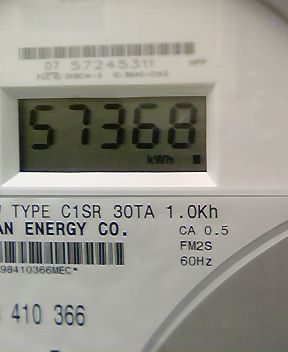 07 57245311
57368
kWh
TYPE C1SR 30TA 1.0Kh
AN ENERGY CO.
CA 0.5
FM2S
60Hz
98410366MEC*
410 366